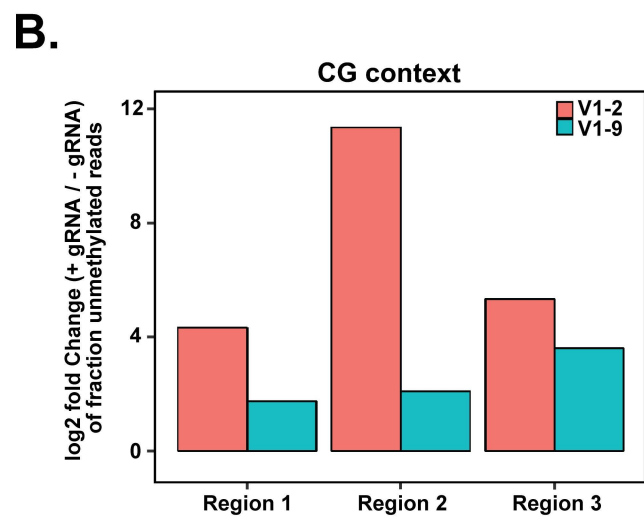 B.
CG context
log2 fold Change (+ gRNA / - gRNA)
of fraction unmethylated reads
12
8
4
0
V1-2
V1-9
Region 1
Region 2
Region 3